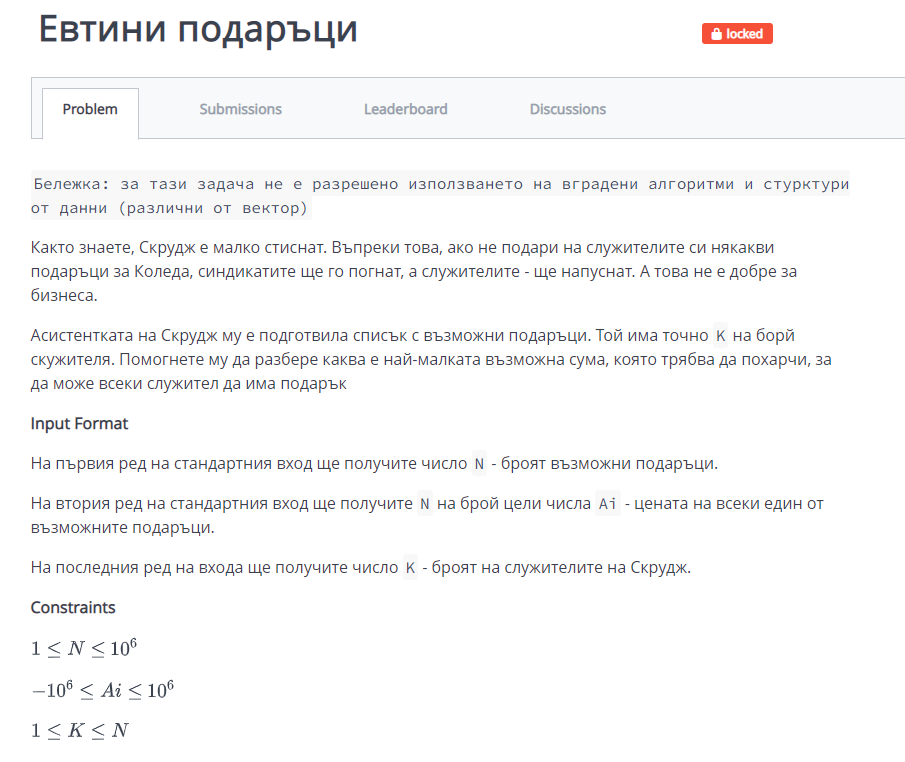 Евтини подаръци
locked
Problem
Submissions
Leaderboard
Discussions
Бележка: за тази задача не е разрешено използването на вградени алгоритми и стурктури
от данни (различни от вектор)
Както знаете, Скрудж е малко стиснат. Въпреки това, ако не подари на служителите си някакви
подаръци за Коледа, синдикатите ще го погнат, а служителите - ще напуснат. А това не е добре за
бизнеса.
Асистентката на Скрудж му е подготвила списък с възможни подаръци. Той има точно K на борй
скужителя. Помогнете му да разбере каква е най-малката възможна сума, която трябва да похарчи, за
да може всеки служител да има подарък
Input Format
На първия ред на стандартния вход ще получите число N - броят възможни подаръци.
На втория ред на стандартния вход ще получите N на брой цели числа Ai - цената на всеки един от
възможните подаръци.
На последния ред на входа ще получите число K - броят на служителите на Скрудж.
Constraints
1 ≤ N ≤ 10⁶
−10⁶ ≤ Ai ≤ 10⁶
1 ≤ K ≤ N